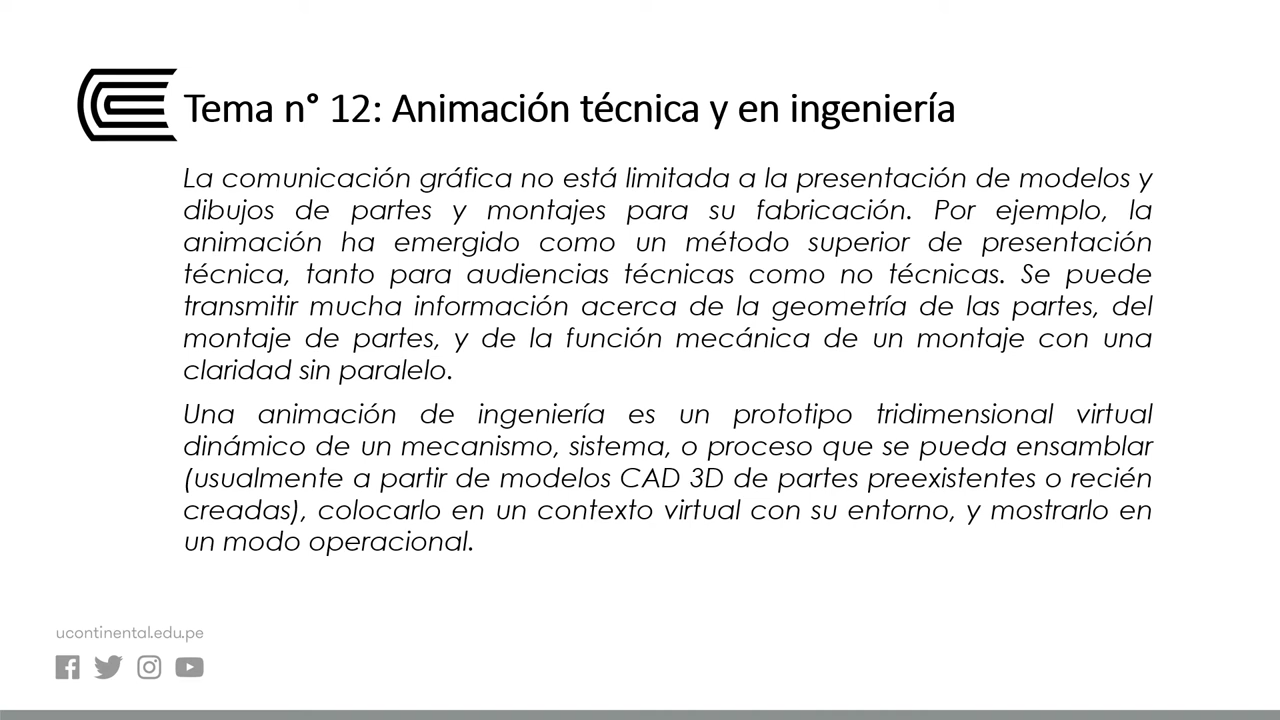 Tema n° 12: Animación técnica y en ingeniería
La comunicación gráfica no está limitada a la presentación de modelos y
dibujos de partes y montajes para su fabricación. Por ejemplo, la
animación ha emergido como un método superior de presentación
técnica, tanto para audiencias técnicas como no técnicas. Se puede
transmitir mucha información acerca de la geometría de las partes, del
montaje de partes, y de la función mecánica de un montaje con una
claridad sin paralelo.
Una animación de ingeniería es un prototipo tridimensional virtual
dinámico de un mecanismo, sistema, o proceso que se pueda ensamblar
(usualmente a partir de modelos CAD 3D de partes preexistentes o recién
creadas), colocarlo en un contexto virtual con su entorno, y mostrarlo en
un modo operacional.
ucontinental.edu.pe